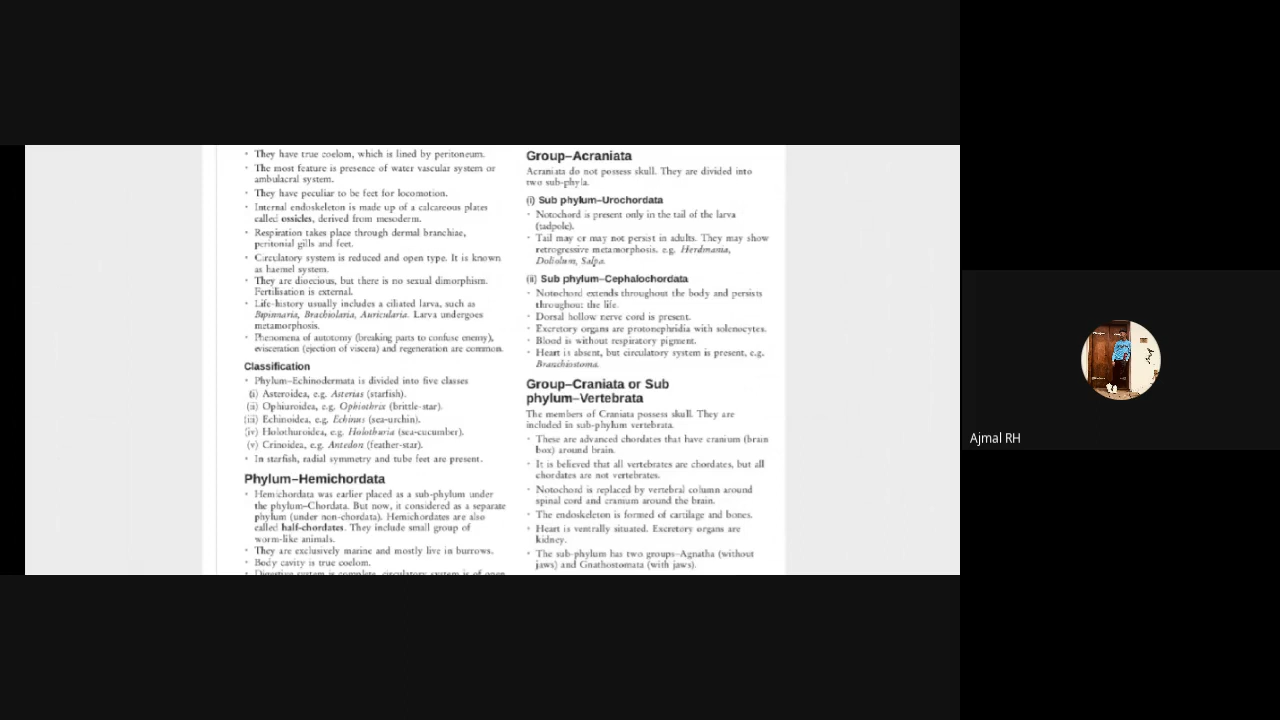 They have true coelom, which is lined by peritoneum.
The most feature is presence of water vascular system or
ambulacral system.
They have peculiar to be feet for locomotion.
Internal endoskeleton is made up of a calcareous plates
called ossicles, derived from mesoderm.
Respiration takes place through dermal branchiae,
peritonial gills and feet.
Circulatory system is reduced and open type. It is known
as haemel system.
They are dioecious, but there is no sexual dimorphism.
Fertilisation is external.
Life-history usually includes a ciliated larva, such as
Bipinnaria, Brachiolaria, Auricularia. Larva undergoes
metamorphosis.
Phenomena of autotomy (breaking parts to confuse enemy),
evisceration (ejection of viscera) and regeneration are common.
Classification
Phylum–Echinodermata is divided into five classes
(i) Asteroidea, e.g. Asterias (starfish).
(ii) Ophiuroidea, e.g. Ophiothrix (brittle-star).
(iii) Echinoidea, e.g. Echinus (sea-urchin).
(iv) Holothuroidea, e.g. Holothuria (sea-cucumber).
(v) Crinoidea, e.g. Antedon (feather-star).
In starfish, radial symmetry and tube feet are present.
Phylum–Hemichordata
Hemichordata was earlier placed as a sub-phylum under
the phylum–Chordata. But now, it considered as a separate
phylum (under non-chordata). Hemichordates are also
called half-chordates. They include small group of
worm-like animals.
They are exclusively marine and mostly live in burrows.
Body cavity is true coelom.
Digestive system is complete, circulatory system is of open
Group–Acraniata
Acraniata do not possess skull. They are divided into
two sub-phyla.
(i) Sub phylum–Urochordata
Notochord is present only in the tail of the larva
(tadpole).
Tail may or may not persist in adults. They may show
retrogressive metamorphosis. e.g. Herdmania,
Doliolum, Salpa.
(ii) Sub phylum–Cephalochordata
Notochord extends throughout the body and persists
throughout the life.
Dorsal hollow nerve cord is present.
Excretory organs are protonephridia with solenocytes.
Blood is without respiratory pigment.
Heart is absent, but circulatory system is present, e.g.
Branchiostoma.
Group–Craniata or Sub
phylum–Vertebrata
The members of Craniata possess skull. They are
included in sub-phylum vertebrata.
These are advanced chordates that have cranium (brain
box) around brain.
It is believed that all vertebrates are chordates, but all
chordates are not vertebrates.
Notochord is replaced by vertebral column around
spinal cord and cranium around the brain.
The endoskeleton is formed of cartilage and bones.
Heart is ventrally situated. Excretory organs are
kidney.
The sub-phylum has two groups–Agnatha (without
jaws) and Gnathostomata (with jaws).
Ajmal RH